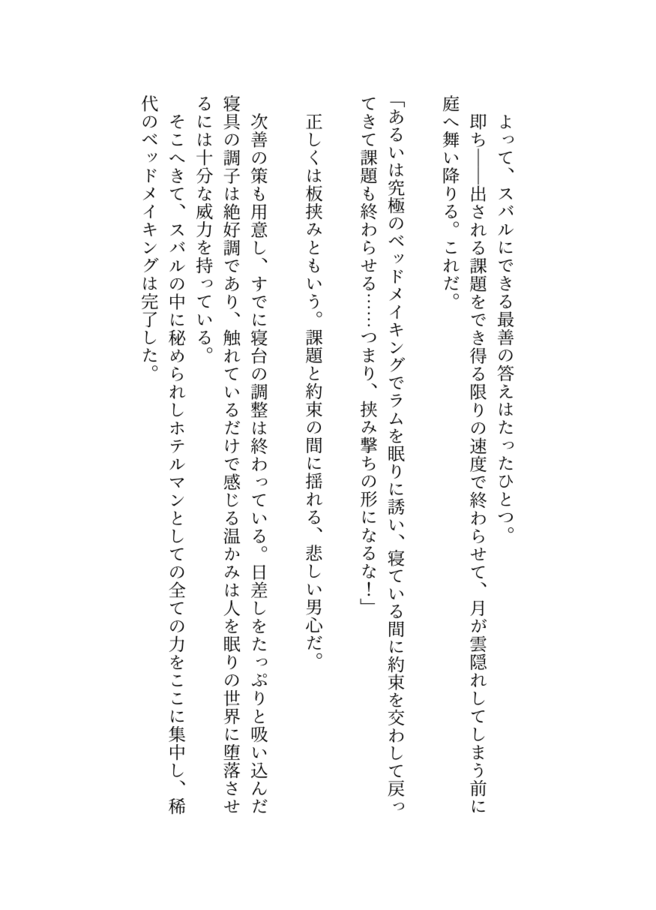 よって、スバルにできる最善の答えはたったひとつ。
即ち――出される課題をでき得る限りの速度で終わらせて、月が雲隠れしてしまう前に
庭へ舞い降りる。これだ。
「あるいは究極のベッドメイキングでラムを眠りに誘い、寝ている間に約束を交わして戻っ
てきて課題も終わらせる……つまり、挟み撃ちの形になるな！」
正しくは板挟みともいう。課題と約束の間に揺れる、悲しい男心だ。
次善の策も用意し、すでに寝台の調整は終わっている。日差しをたっぷりと吸い込んだ
寝具の調子は絶好調であり、触れているだけで感じる温かみは人を眠りの世界に堕落させ
るには十分な威力を持っている。
そこへきて、スバルの中に秘められしホテルマンとしての全ての力をここに集中し、稀
代のベッドメイキングは完了した。